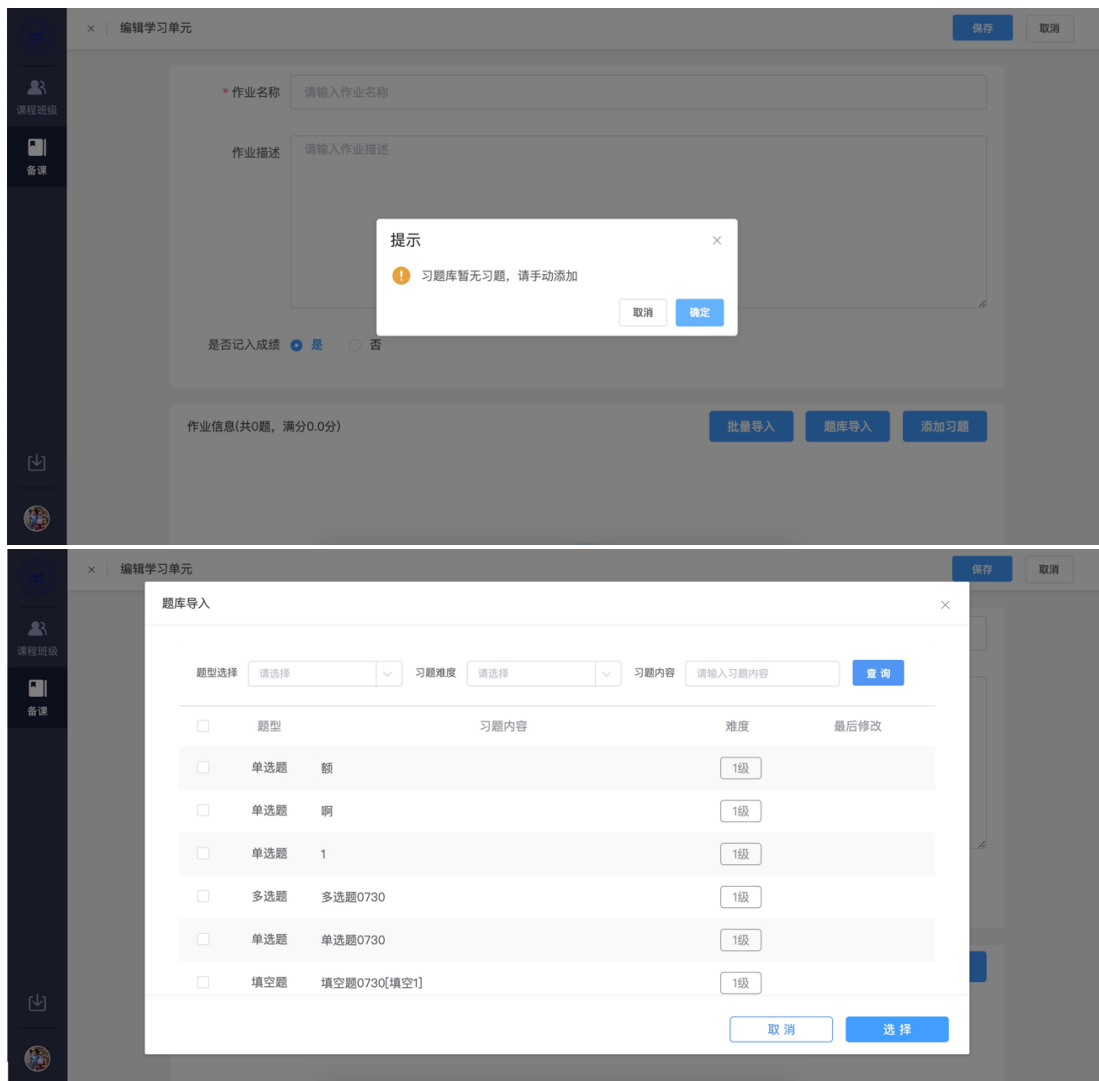 × 编辑学习单元 保存 取消
课程班级
备课
* 作业名称 请输入作业名称
作业描述 请输入作业描述
提示 ×
习题库暂无习题，请手动添加
取消 确定
是否记入成绩 是 否
作业信息(共0题，满分0.0分) 批量导入 题库导入 添加习题
× 编辑学习单元 保存 取消
课程班级
备课
题库导入 ×
题型选择 请选择 习题难度 请选择 习题内容 请输入习题内容 查 询
题型 习题内容 难度 最后修改
单选题 额 1级
单选题 啊 1级
单选题 1 1级
多选题 多选题0730 1级
单选题 单选题0730 1级
填空题 填空题0730[填空1] 1级
取 消 选 择